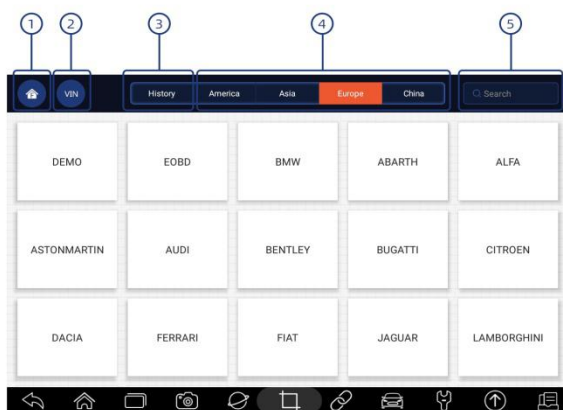 1 2 3 4 5
VIN History America Asia Europe China Search
DEMO EOBD BMW ABARTH ALFA
ASTONMARTIN AUDI BENTLEY BUGATTI CITROEN
DACIA FERRARI FIAT JAGUAR LAMBORGHINI